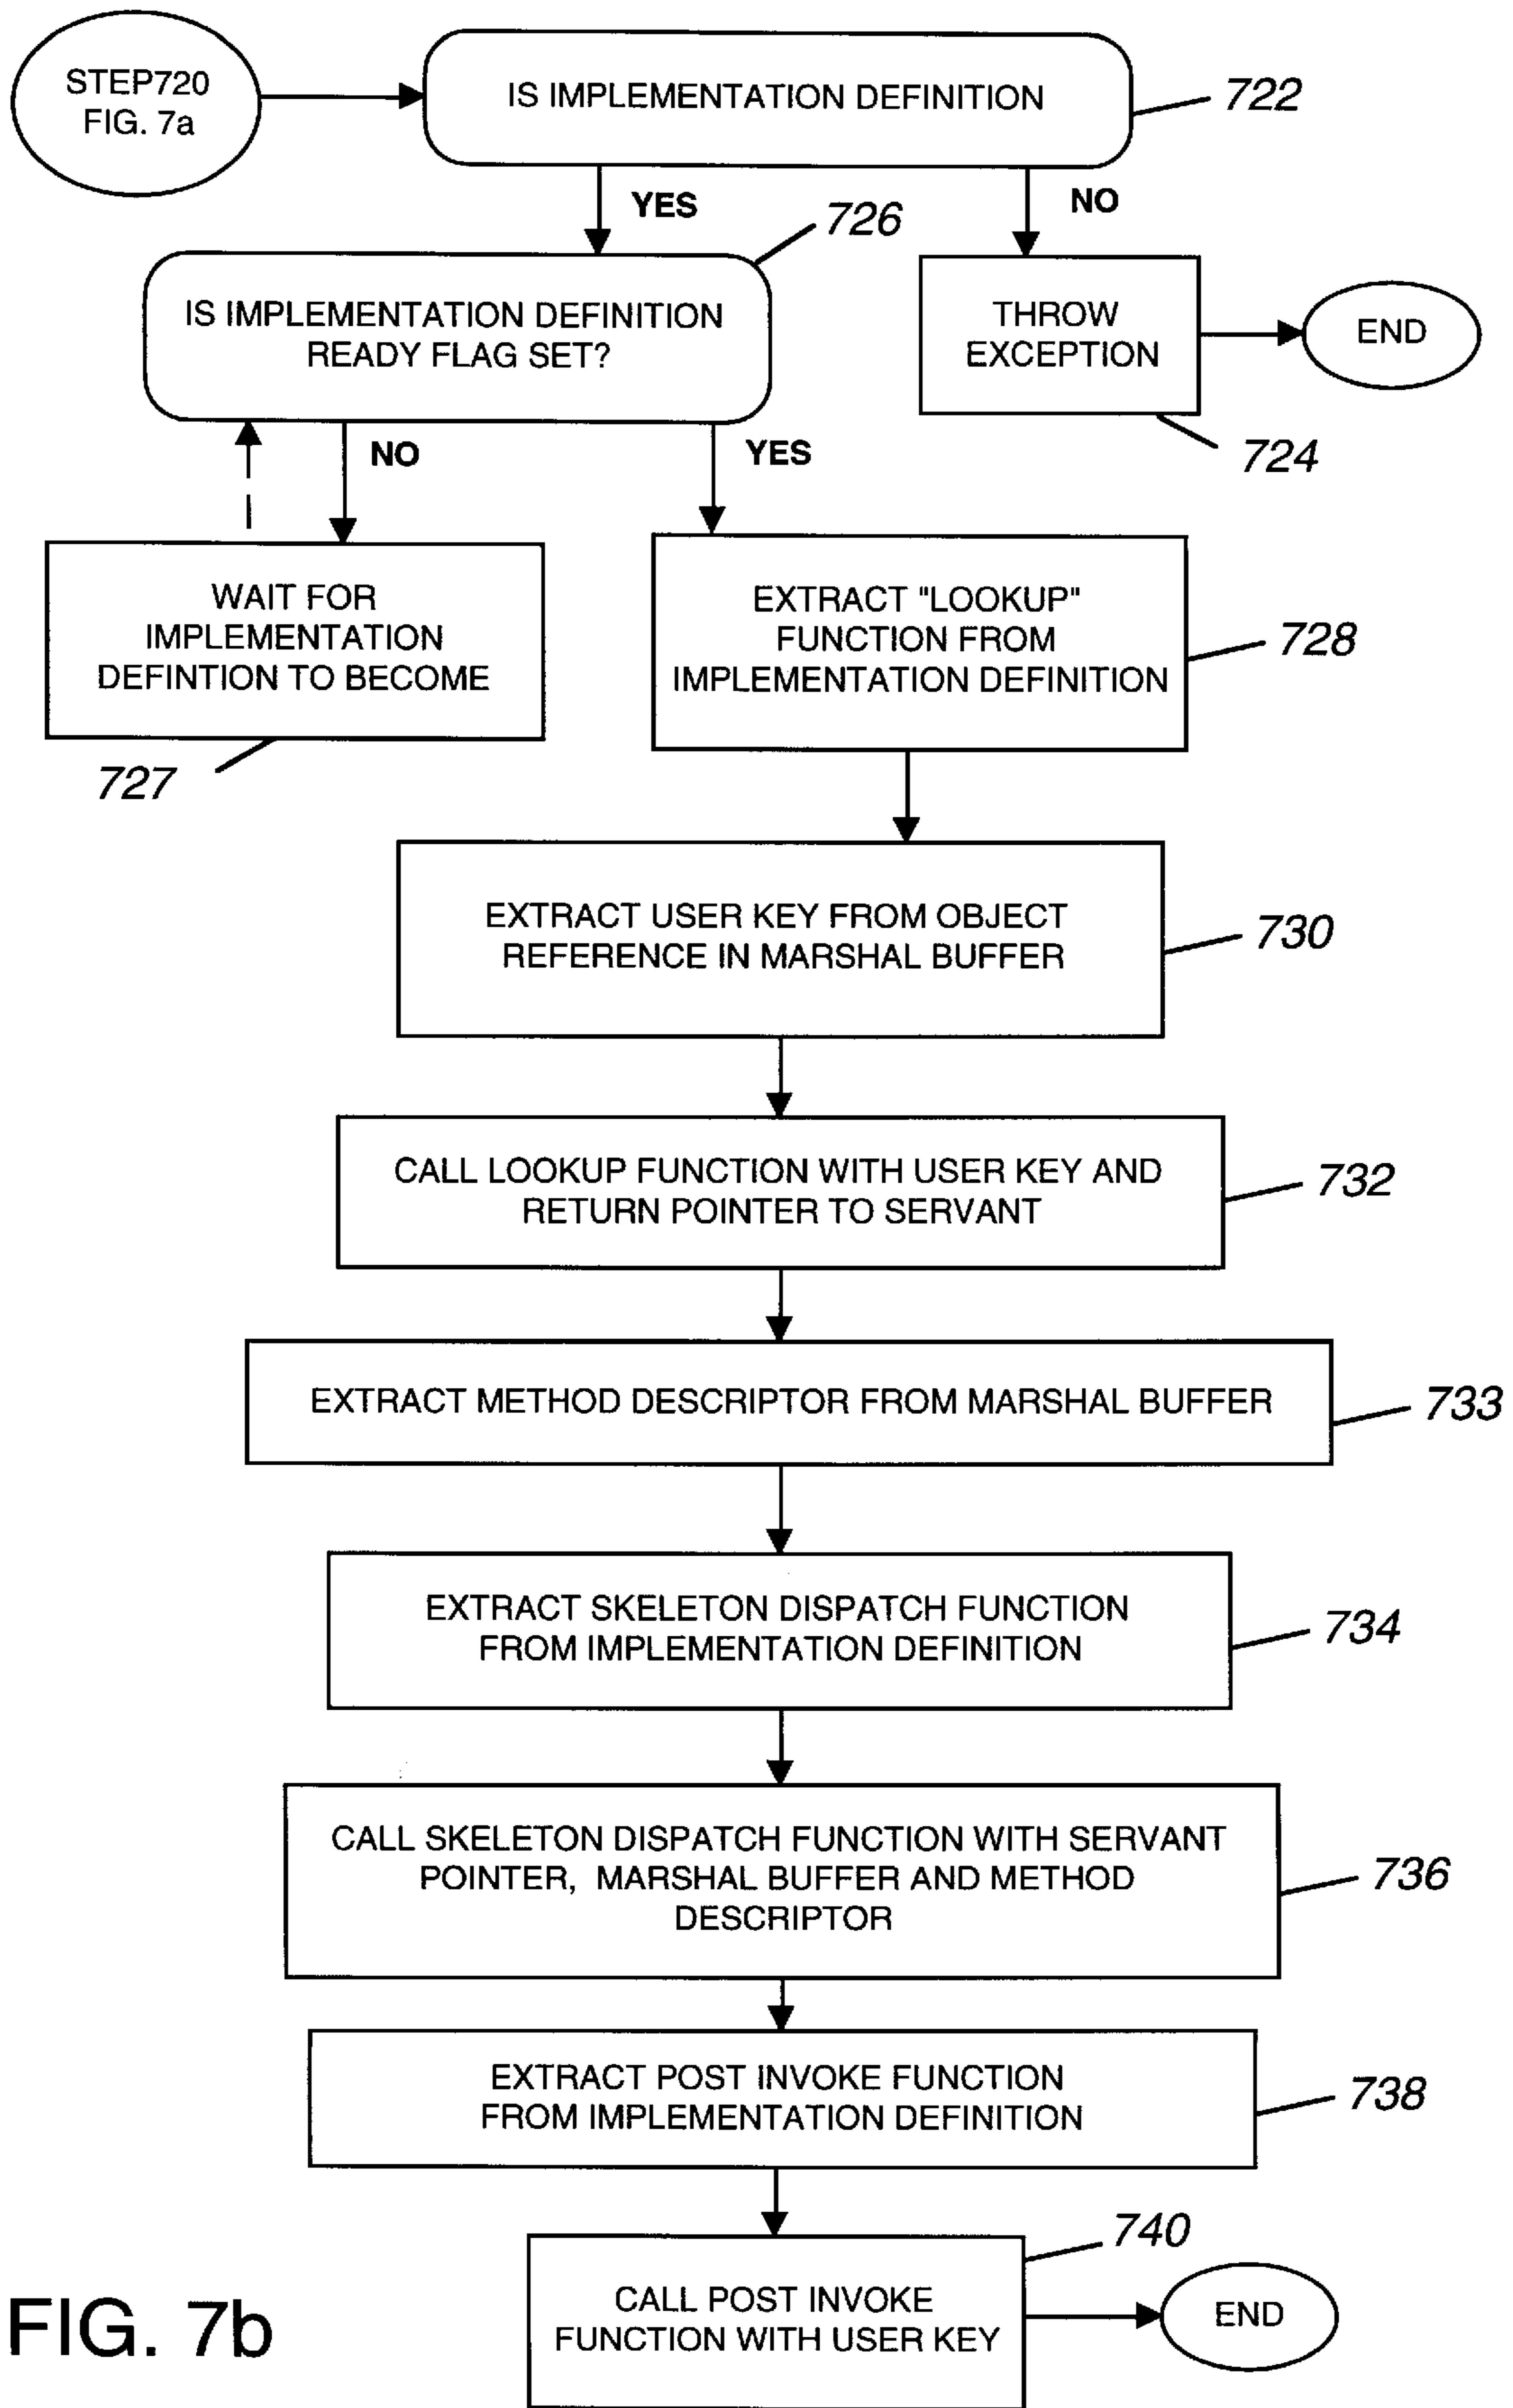 STEP720
FIG. 7a
IS IMPLEMENTATION DEFINITION
722
YES
NO
726
IS IMPLEMENTATION DEFINITION
READY FLAG SET?
THROW
EXCEPTION
END
724
NO
YES
WAIT FOR
IMPLEMENTATION
DEFINTION TO BECOME
727
EXTRACT "LOOKUP"
FUNCTION FROM
IMPLEMENTATION DEFINITION
728
EXTRACT USER KEY FROM OBJECT
REFERENCE IN MARSHAL BUFFER
730
CALL LOOKUP FUNCTION WITH USER KEY AND
RETURN POINTER TO SERVANT
732
EXTRACT METHOD DESCRIPTOR FROM MARSHAL BUFFER
733
EXTRACT SKELETON DISPATCH FUNCTION
FROM IMPLEMENTATION DEFINITION
734
CALL SKELETON DISPATCH FUNCTION WITH SERVANT
POINTER, MARSHAL BUFFER AND METHOD
DESCRIPTOR
736
EXTRACT POST INVOKE FUNCTION
FROM IMPLEMENTATION DEFINITION
738
740
CALL POST INVOKE
FUNCTION WITH USER KEY
END
FIG. 7b